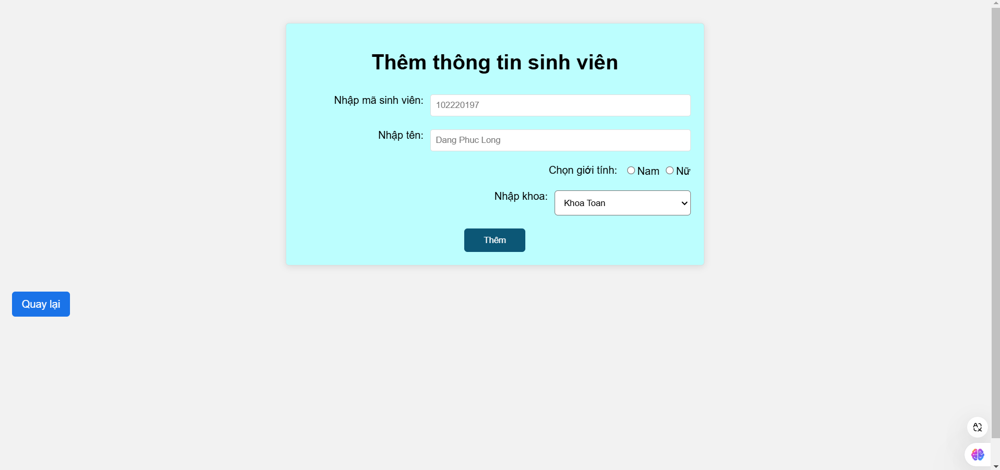 Thêm thông tin sinh viên
Nhập mã sinh viên: 102220197
Nhập tên: Dang Phuc Long
Chọn giới tính: Nam Nữ
Nhập khoa: Khoa Toan
Thêm
Quay lại